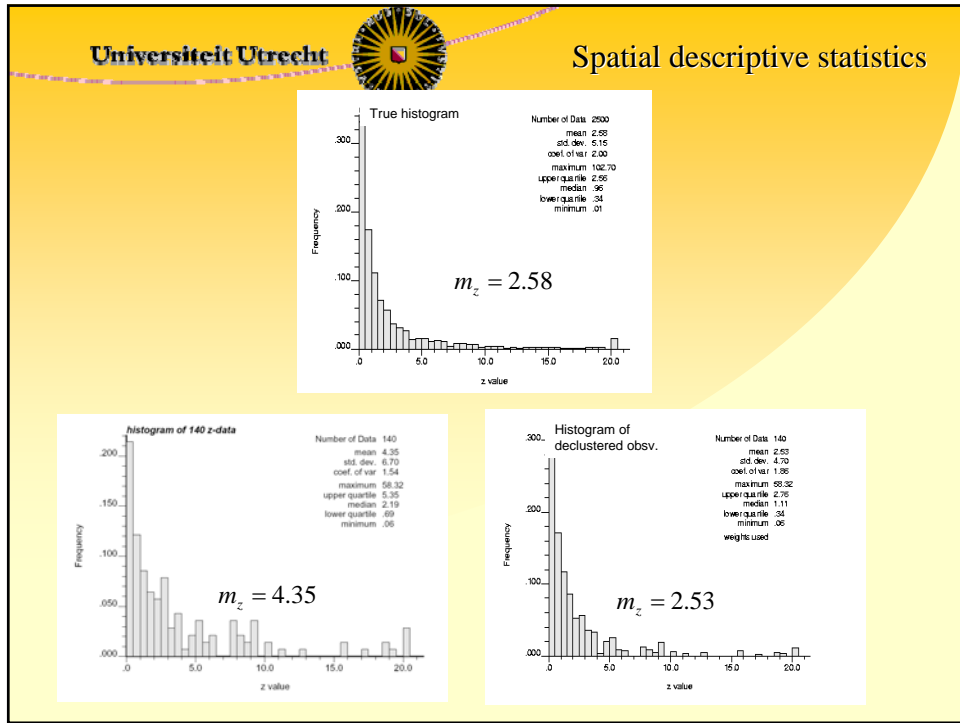 Universiteit Utrecht
Spatial descriptive statistics
True histogram
Number of Data 2500
mean 2.58
std. dev. 5.15
coef. of var 2.00
maximum 102.70
upper quartile 2.56
median .96
lower quartile .34
minimum .01
Frequency
.300
.200
.100
.000
m_z = 2.58
.0 5.0 10.0 15.0 20.0
z value
histogram of 140 z-data
Number of Data 140
mean 4.35
std. dev. 6.70
coef. of var 1.54
maximum 58.32
upper quartile 5.35
median 2.19
lower quartile .69
minimum .06
Frequency
.200
.150
.100
.050
.000
m_z = 4.35
.0 5.0 10.0 15.0 20.0
z value
Histogram of
declustered obsv.
Number of Data 140
mean 2.53
std. dev. 4.70
coef. of var 1.86
maximum 58.32
upper quartile 2.76
median 1.11
lower quartile .34
minimum .06
weights used
Frequency
.300
.200
.100
.000
m_z = 2.53
.0 5.0 10.0 15.0 20.0
z value